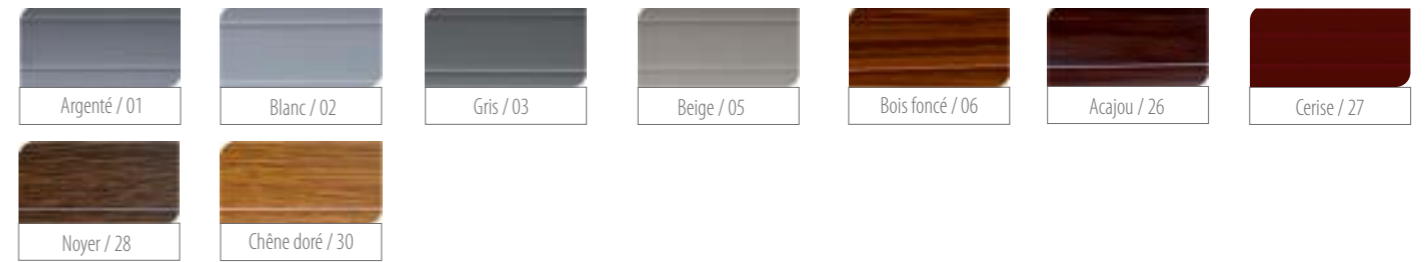 Argenté / 01
Blanc / 02
Gris / 03
Beige / 05
Bois foncé / 06
Acajou / 26
Cerise / 27
Noyer / 28
Chêne doré / 30